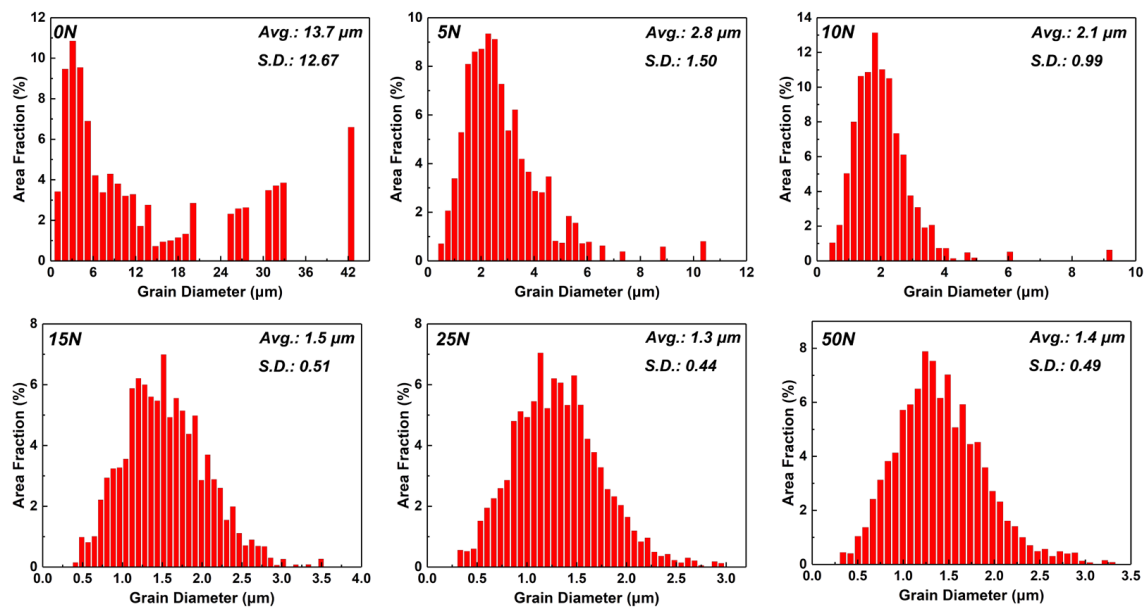 0N
Avg.: 13.7 µm
S.D.: 12.67
12
10
8
6
4
2
0
Area Fraction (%)
0 6 12 18 24 30 36 42
Grain Diameter (µm)
5N
Avg.: 2.8 µm
S.D.: 1.50
10
9
8
7
6
5
4
3
2
1
0
Area Fraction (%)
0 2 4 6 8 10 12
Grain Diameter (µm)
10N
Avg.: 2.1 µm
S.D.: 0.99
14
12
10
8
6
4
2
0
Area Fraction (%)
0 2 4 6 8 10
Grain Diameter (µm)
15N
Avg.: 1.5 µm
S.D.: 0.51
8
6
4
2
0
Area Fraction (%)
0.0 0.5 1.0 1.5 2.0 2.5 3.0 3.5 4.0
Grain Diameter (µm)
25N
Avg.: 1.3 µm
S.D.: 0.44
8
6
4
2
0
Area Fraction (%)
0.0 0.5 1.0 1.5 2.0 2.5 3.0
Grain Diameter (µm)
50N
Avg.: 1.4 µm
S.D.: 0.49
8
6
4
2
0
Area Fraction (%)
0.0 0.5 1.0 1.5 2.0 2.5 3.0 3.5
Grain Diameter (µm)